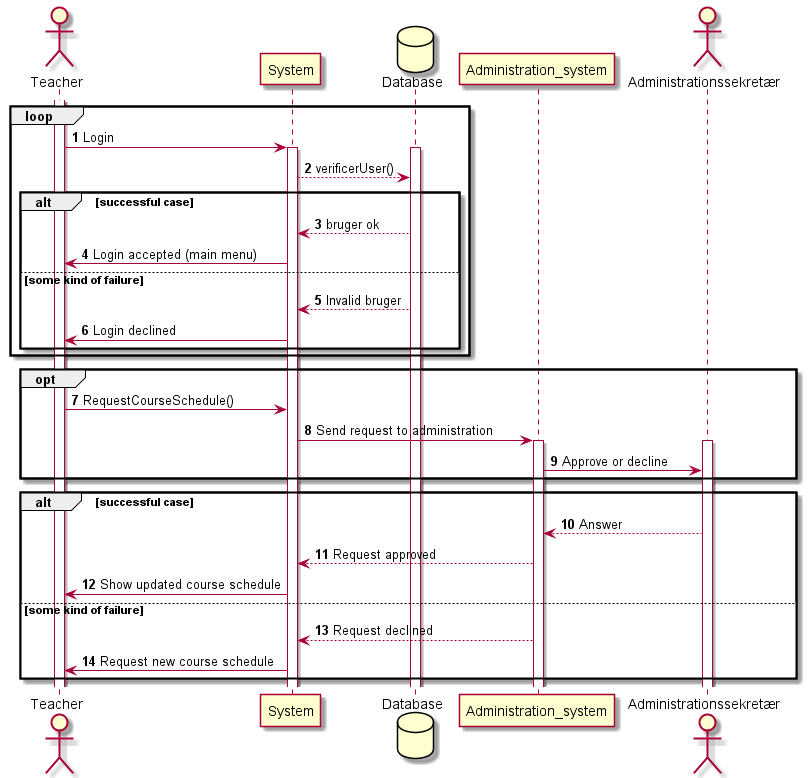 Teacher
System
Database
Administration_system
Administrationssekretær
loop
1 Login
2 verificerUser()
alt [successful case]
3 bruger ok
4 Login accepted (main menu)
[some kind of failure]
5 Invalid bruger
6 Login declined
opt
7 RequestCourseSchedule()
8 Send request to administration
9 Approve or decline
alt [successful case]
10 Answer
11 Request approved
12 Show updated course schedule
[some kind of failure]
13 Request declined
14 Request new course schedule
Teacher
System
Database
Administration_system
Administrationssekretær